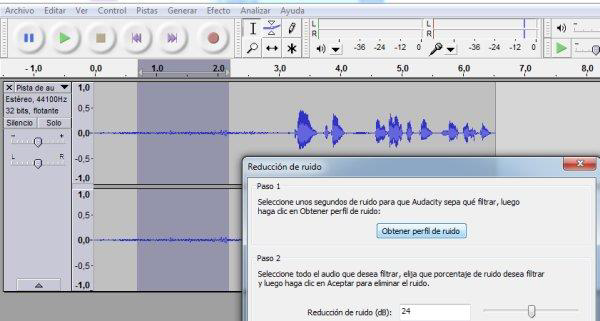 Archivo Editar Ver Control Pistas Generar Efecto Analizar Ayuda
-36 -24 -12 0 -36 -24 -12 0
-1,0 0,0 1,0 2,0 3,0 4,0 5,0 6,0 7,0 8,0
X Pista de au
1,0
Estéreo, 44100Hz
32 bits, flotante
Silencio Solo
0,5
- +
0,0
L R
-0,5
-1,0
1,0
0,5
0,0
-0,5
-1,0
Reducción de ruido
Paso 1
Seleccione unos segundos de ruido para que Audacity sepa qué filtrar, luego
haga clic en Obtener perfil de ruido:
Obtener perfil de ruido
Paso 2
Seleccione todo el audio que desea filtrar, elija que porcentaje de ruido desea filtrar
y luego haga clic en Aceptar para eliminar el ruido.
Reducción de ruido (dB): 24